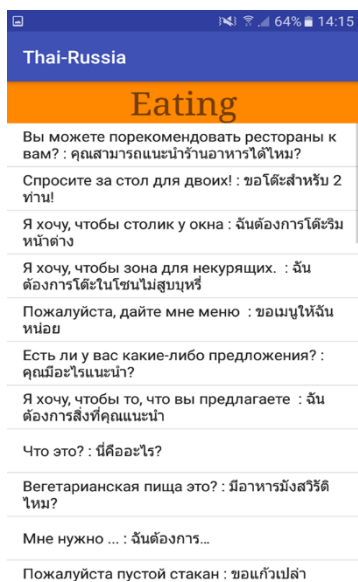 64% 14:15
Thai-Russia
Eating
Вы можете порекомендовать рестораны к
вам? : คุณสามารถแนะนำร้านอาหารได้ไหม?
Спросите за стол для двоих! : ขอโต๊ะสำหรับ 2
ท่าน!
Я хочу, чтобы столик у окна : ฉันต้องการโต๊ะริม
หน้าต่าง
Я хочу, чтобы зона для некурящих.  : ฉัน
ต้องการโต๊ะในโซนไม่สูบบุหรี่
Пожалуйста, дайте мне меню  : ขอเมนูให้ฉัน
หน่อย
Есть ли у вас какие-либо предложения? :
คุณมีอะไรแนะนำ?
Я хочу, чтобы то, что вы предлагаете  : ฉัน
ต้องการสิ่งที่คุณแนะนำ
Что это? : นี่คืออะไร?
Вегетарианская пища это? : มีอาหารมังสวิรัติ
ไหม?
Мне нужно ... : ฉันต้องการ...
Пожалуйста пустой стакан : ขอแก้วเปล่า